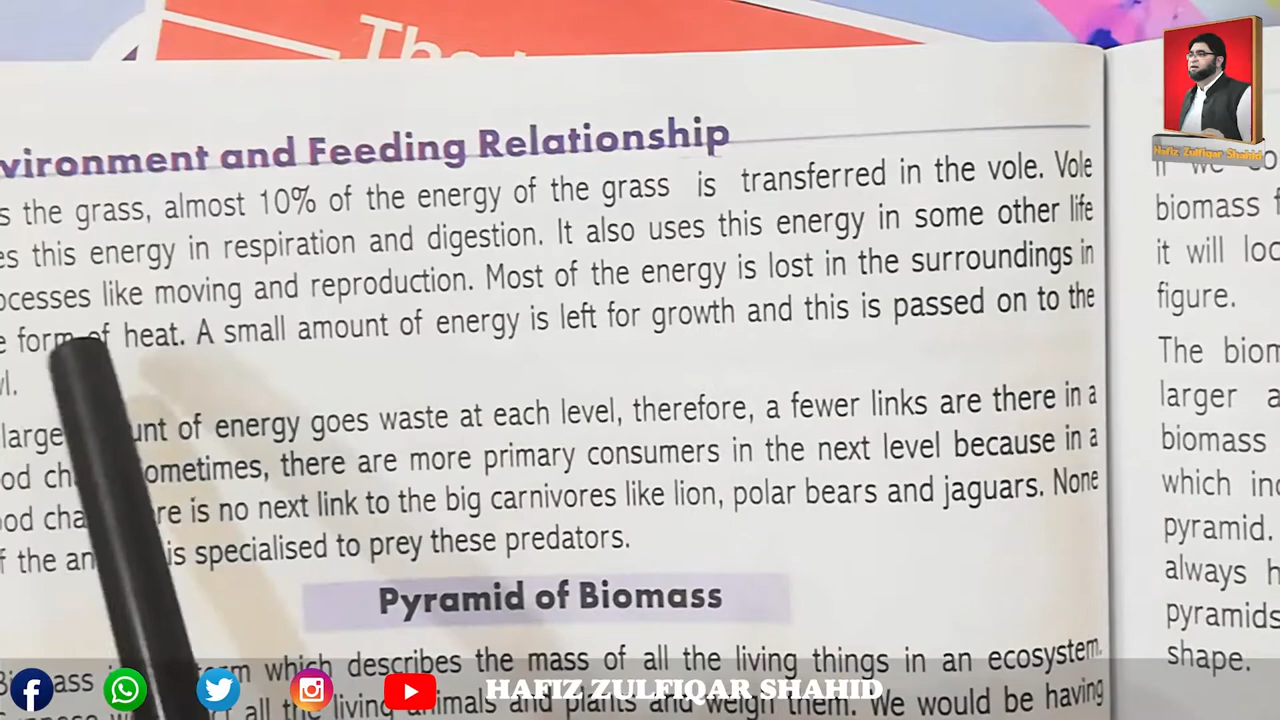 The
vironment and Feeding Relationship
s the grass, almost 10% of the energy of the grass is transferred in the vole. Vole
es this energy in respiration and digestion. It also uses this energy in some other life
ocesses like moving and reproduction. Most of the energy is lost in the surroundings in
e form of heat. A small amount of energy is left for growth and this is passed on to the
wl.
large unt of energy goes waste at each level, therefore, a fewer links are there in a
od ch ometimes, there are more primary consumers in the next level because in a
ood cha re is no next link to the big carnivores like lion, polar bears and jaguars. None
f the an is specialised to prey these predators.
Pyramid of Biomass
ass term which describes the mass of all the living things in an ecosystem.
all the living animals and plants and weigh them. We would be having
If we co
biomass f
it will loo
figure.
The biom
larger a
biomass
which inc
pyramid.
always h
pyramids
shape.
Hafiz Zulfiqar Shahid
HAFIZ ZULFIQAR SHAHID